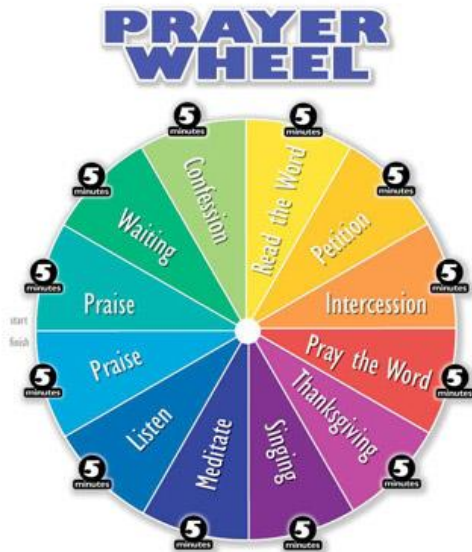 PRAYER
WHEEL
start
Praise
5
minutes
Waiting
5
minutes
Confession
5
minutes
Read the Word
5
minutes
Petition
5
minutes
Intercession
5
minutes
Pray the Word
5
minutes
Thanksgiving
5
minutes
Singing
5
minutes
Meditate
5
minutes
Listen
5
minutes
Praise
5
minutes
finish